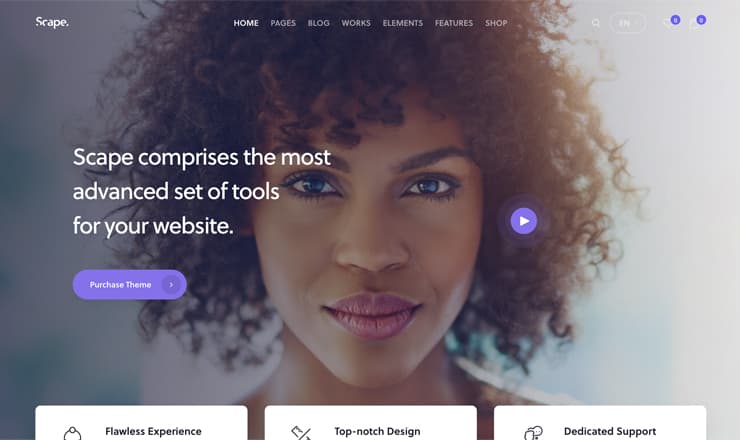 Scape.
HOME PAGES BLOG WORKS ELEMENTS FEATURES SHOP
EN
0
0
Scape comprises the most
advanced set of tools
for your website.
Purchase Theme
Flawless Experience
Top-notch Design
Dedicated Support